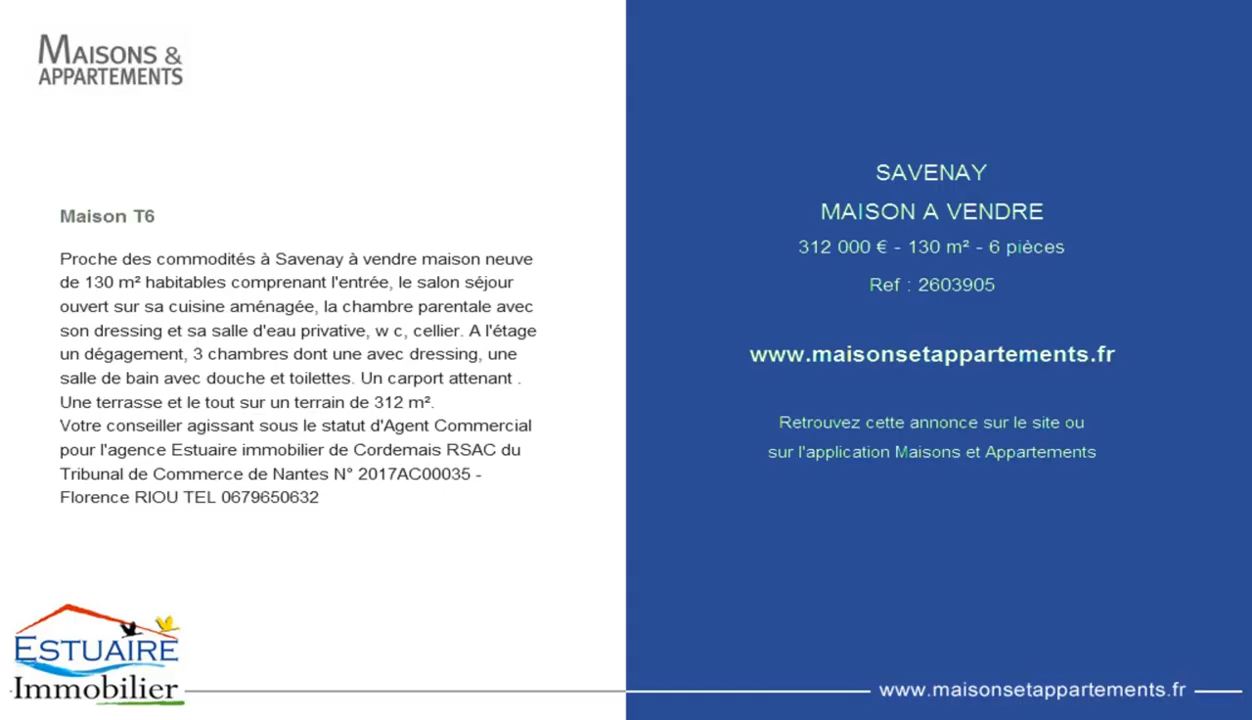 MAISONS &
APPARTEMENTS
Maison T6
Proche des commodités à Savenay à vendre maison neuve
de 130 m² habitables comprenant l'entrée, le salon séjour
ouvert sur sa cuisine aménagée, la chambre parentale avec
son dressing et sa salle d'eau privative, w c, cellier. A l'étage
un dégagement, 3 chambres dont une avec dressing, une
salle de bain avec douche et toilettes. Un carport attenant .
Une terrasse et le tout sur un terrain de 312 m².
Votre conseiller agissant sous le statut d'Agent Commercial
pour l'agence Estuaire immobilier de Cordemais RSAC du
Tribunal de Commerce de Nantes N° 2017AC00035 -
Florence RIOU TEL 0679650632
ESTUAIRE
Immobilier
SAVENAY
MAISON A VENDRE
312 000 € - 130 m² - 6 pièces
Ref : 2603905
www.maisonsetappartements.fr
Retrouvez cette annonce sur le site ou
sur l'application Maisons et Appartements
www.maisonsetappartements.fr